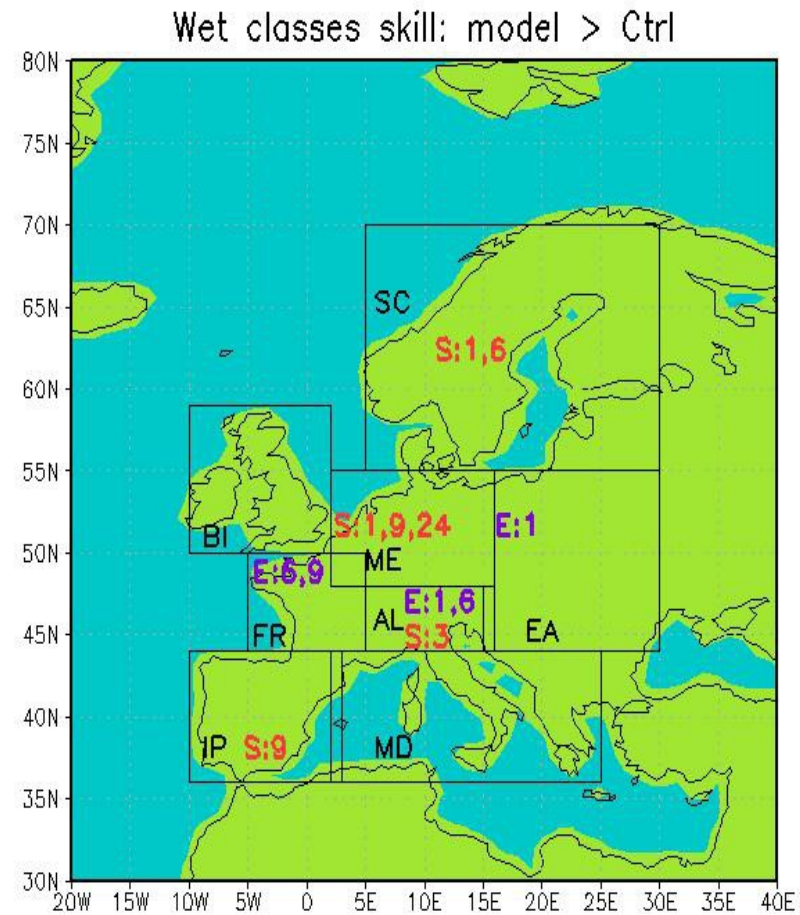 Wet classes skill: model > Ctrl
80N
75N
70N
65N
SC
S:1,6
60N
55N
S:1,9,24
E:1
BI
50N
ME
E:6,9
E:1,6
45N
FR
AL
S:3
EA
40N
IP
S:9
MD
35N
30N
20W 15W 10W 5W 0 5E 10E 15E 20E 25E 30E 35E 40E